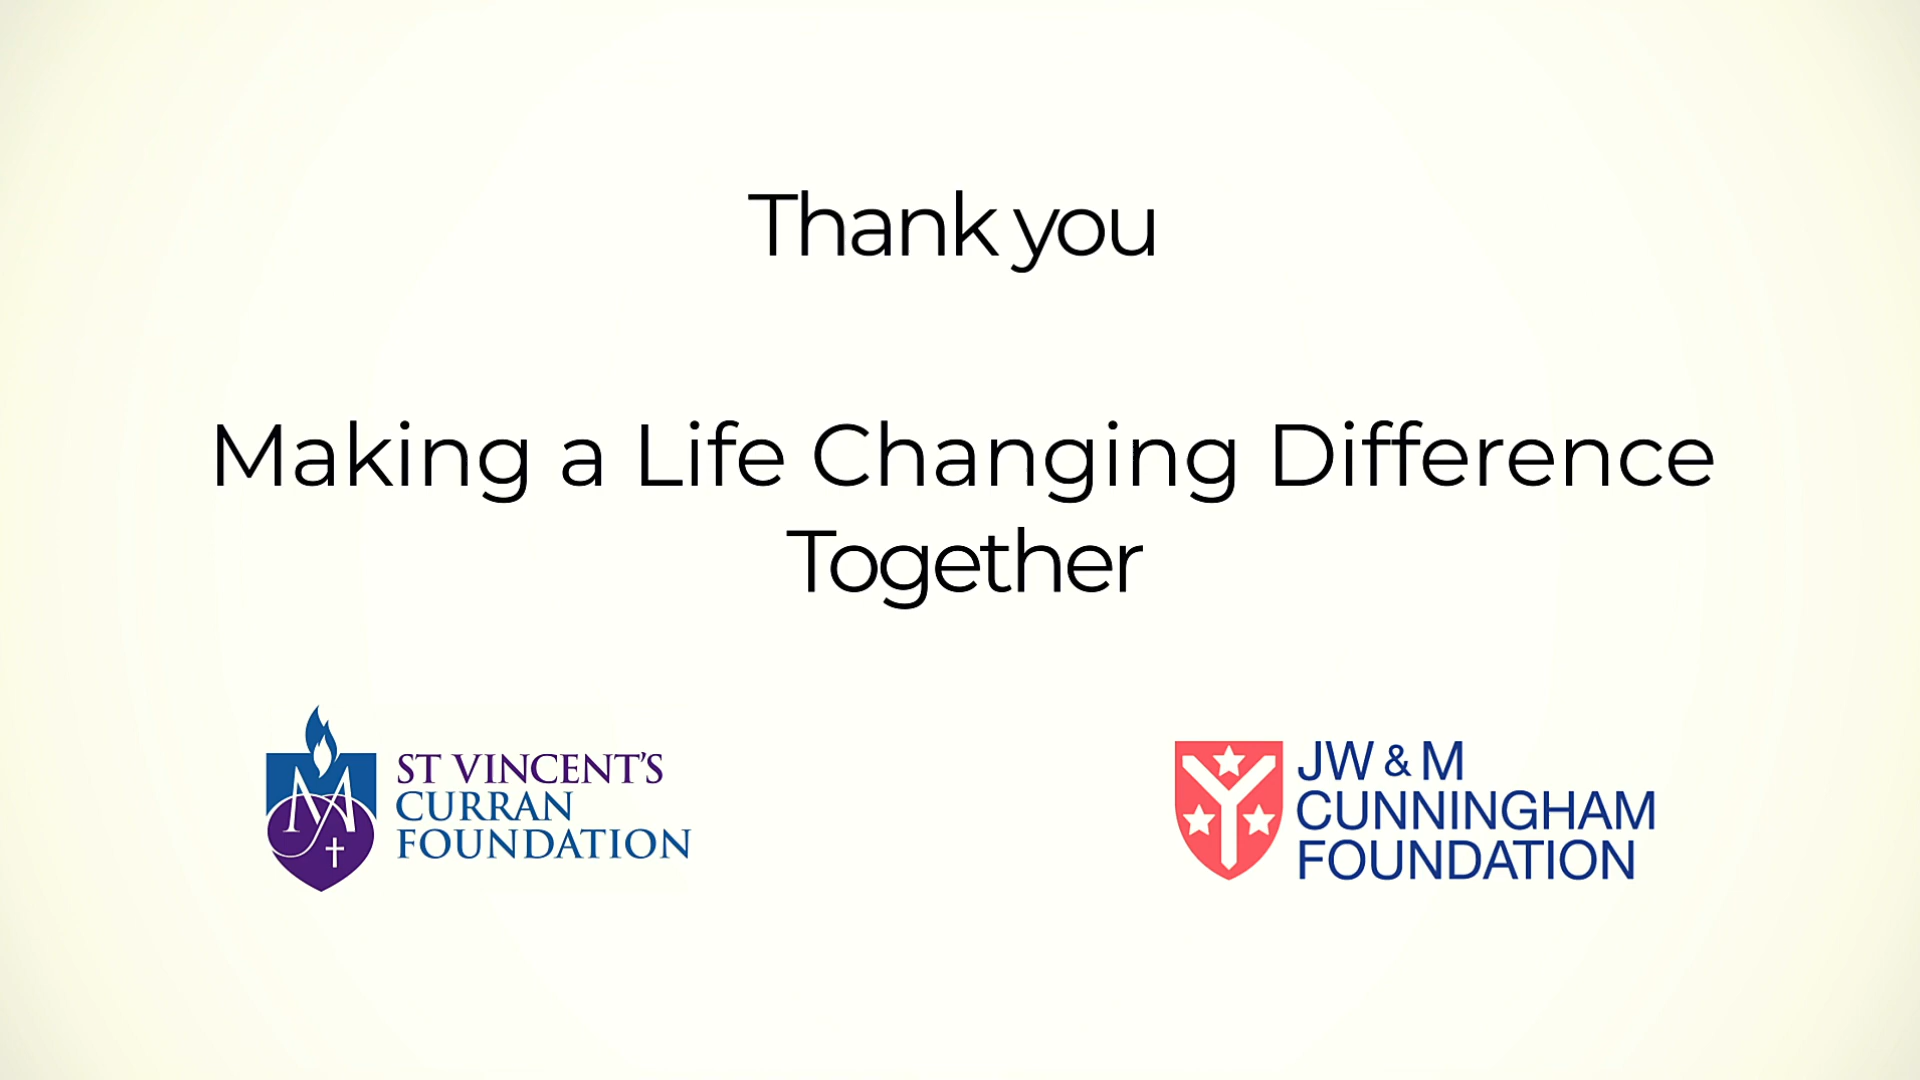 Thank you
Making a Life Changing Difference
Together
ST VINCENT'S
CURRAN
FOUNDATION
JW & M
CUNNINGHAM
FOUNDATION